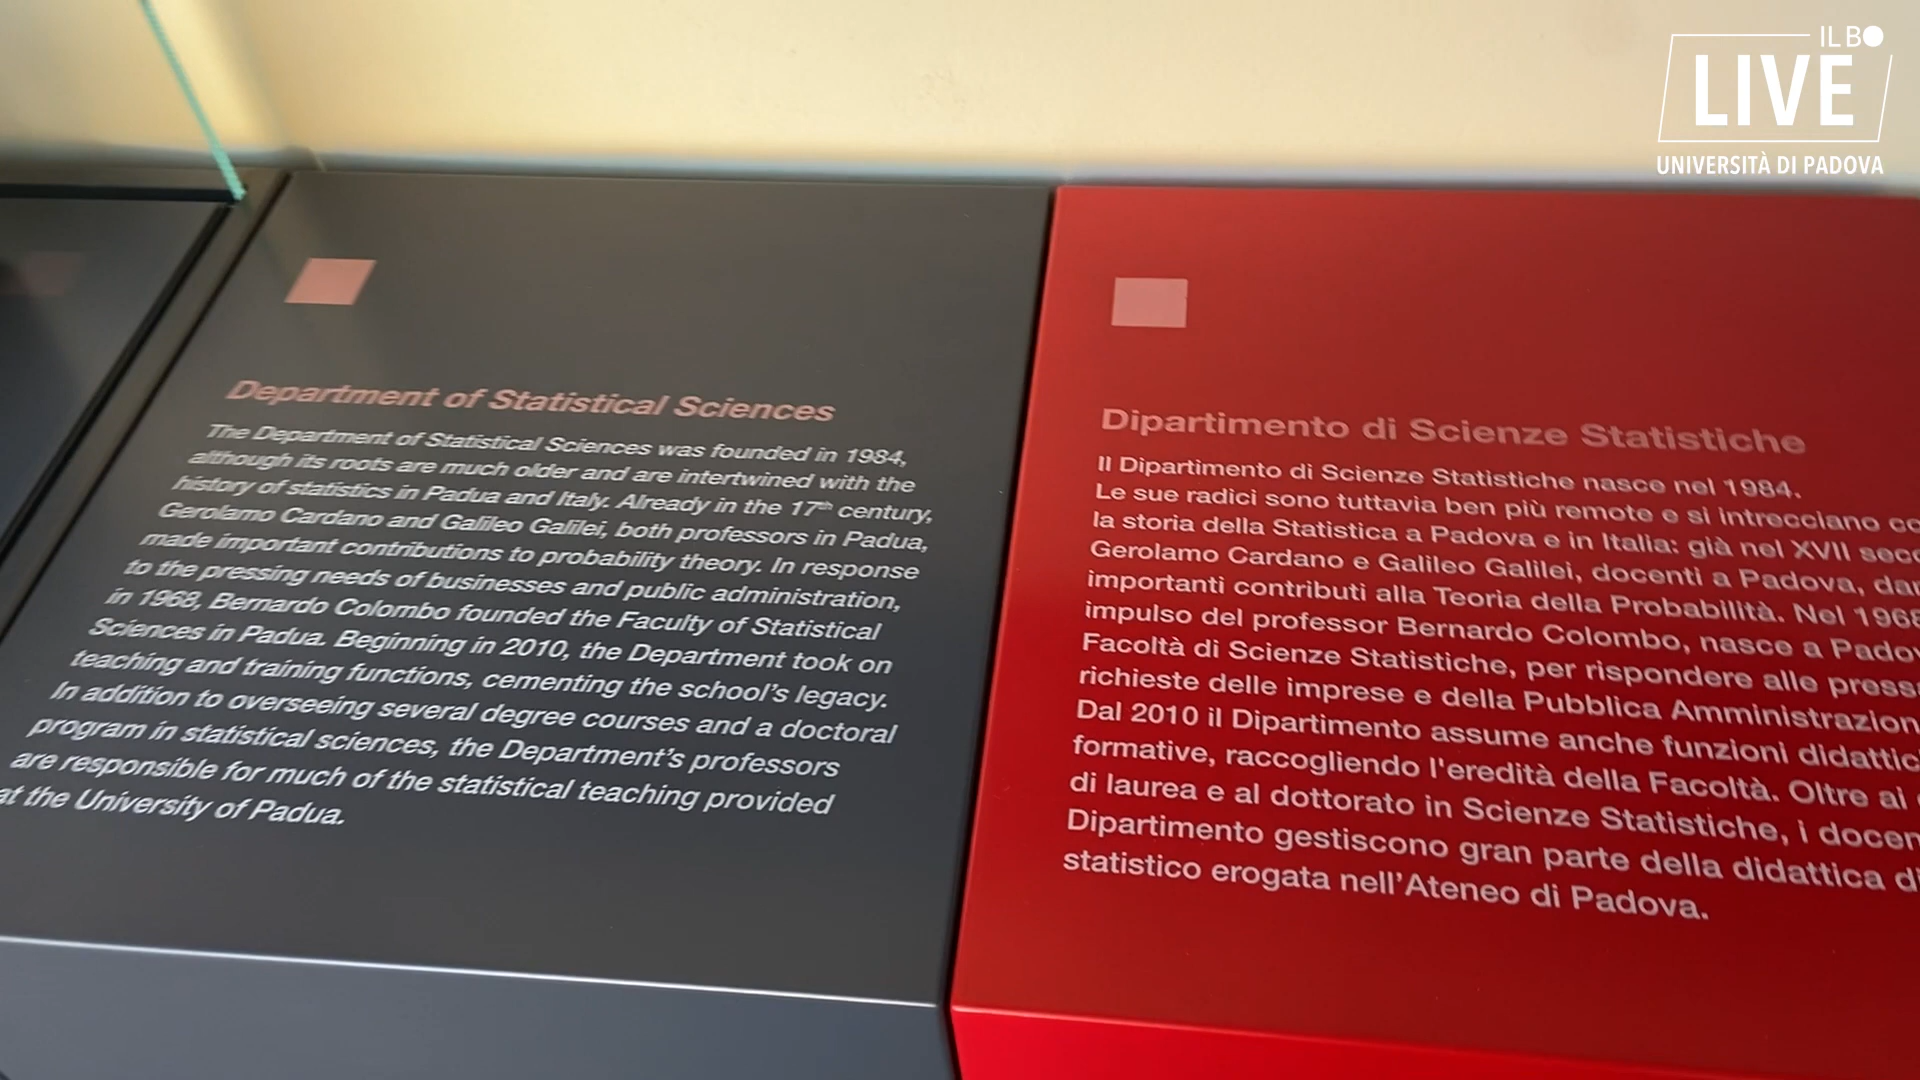 ILBO
LIVE
UNIVERSITÀ DI PADOVA
Department of Statistical Sciences
The Department of Statistical Sciences was founded in 1984,
although its roots are much older and are intertwined with the
history of statistics in Padua and Italy. Already in the 17th century,
Gerolamo Cardano and Galileo Galilei, both professors in Padua,
made important contributions to probability theory. In response
to the pressing needs of businesses and public administration,
in 1968, Bernardo Colombo founded the Faculty of Statistical
Sciences in Padua. Beginning in 2010, the Department took on
teaching and training functions, cementing the school's legacy.
In addition to overseeing several degree courses and a doctoral
program in statistical sciences, the Department's professors
are responsible for much of the statistical teaching provided
at the University of Padua.
Dipartimento di Scienze Statistiche
Il Dipartimento di Scienze Statistiche nasce nel 1984.
Le sue radici sono tuttavia ben più remote e si intrecciano
la storia della Statistica a Padova e in Italia: già nel XVII
Gerolamo Cardano e Galileo Galilei, docenti a Padova,
importanti contributi alla Teoria della Probabilità. Nel 1968
impulso del professor Bernardo Colombo, nasce a
Facoltà di Scienze Statistiche, per rispondere alle
richieste delle imprese e della Pubblica
Dal 2010 il Dipartimento assume anche funzioni
formative, raccogliendo l'eredità della Facoltà. Oltre ai
di laurea e al dottorato in Scienze Statistiche, i
Dipartimento gestiscono gran parte della didattica
statistico erogata nell'Ateneo di Padova.